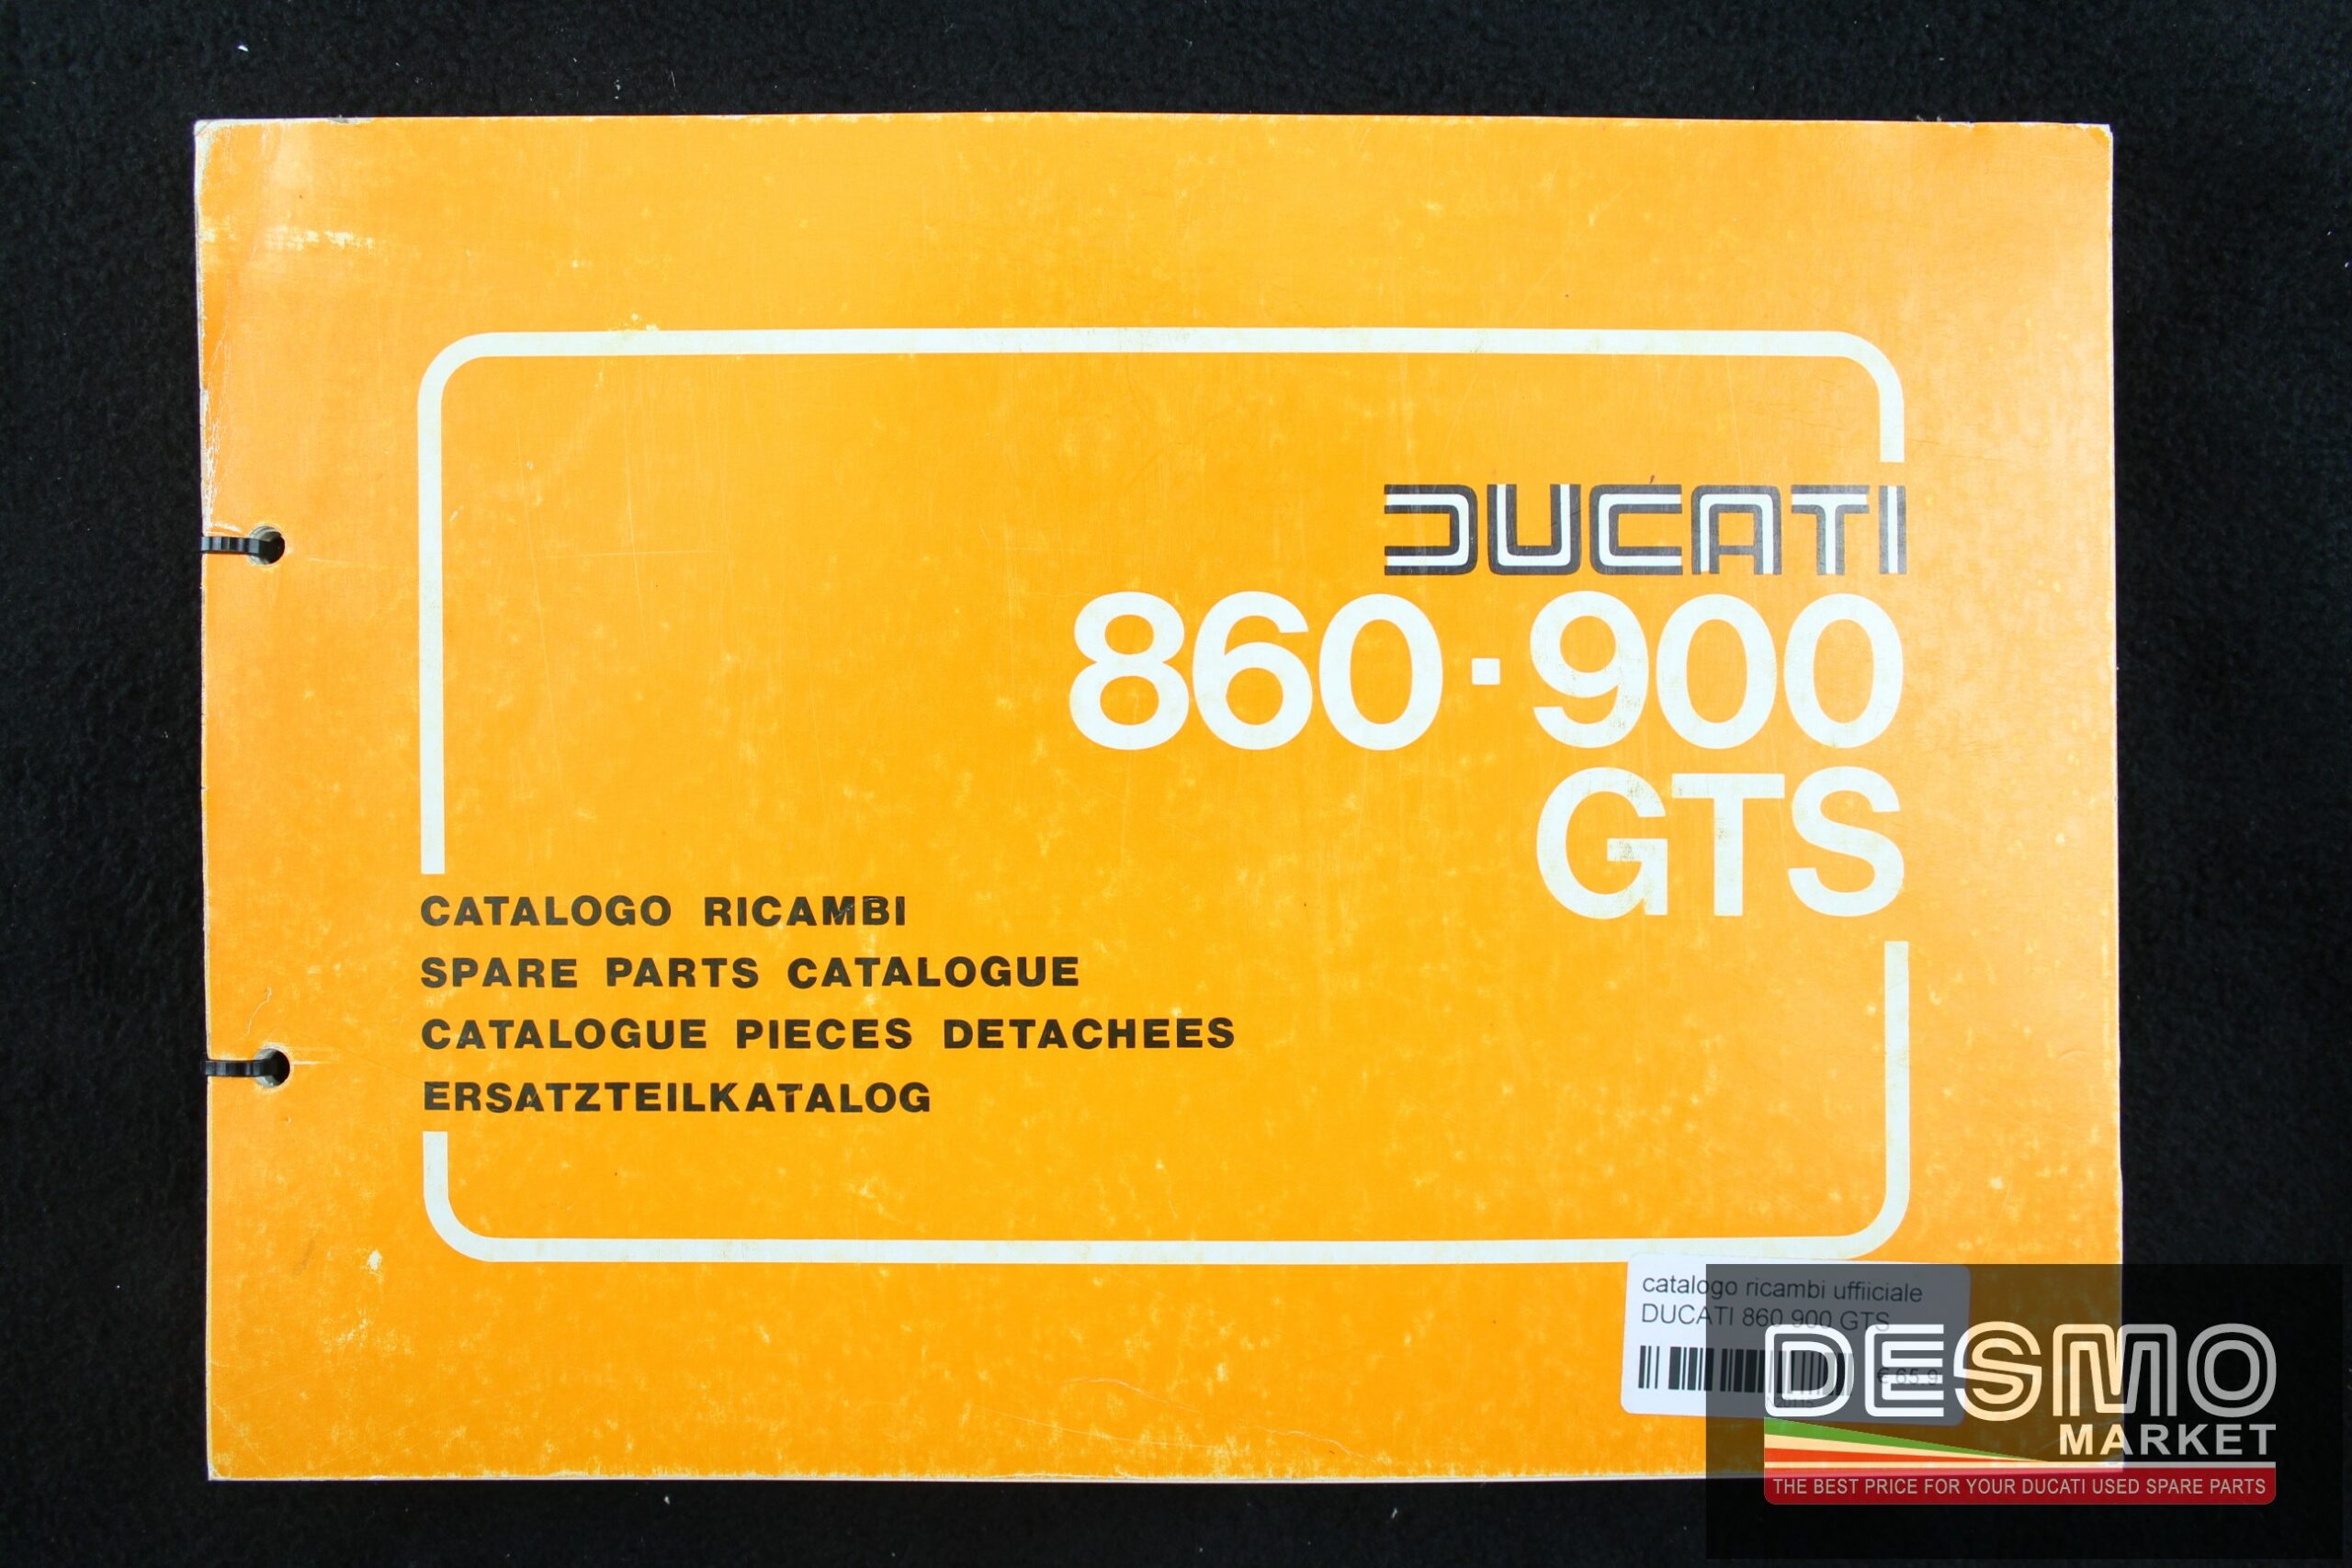 DUCATI
860·900
GTS
CATALOGO RICAMBI
SPARE PARTS CATALOGUE
CATALOGUE PIECES DETACHEES
ERSATZTEILKATALOG
catalogo ricambi uffiiciale
DUCATI 860 900 GTS
DESMO
MARKET
THE BEST PRICE FOR YOUR DUCATI USED SPARE PARTS